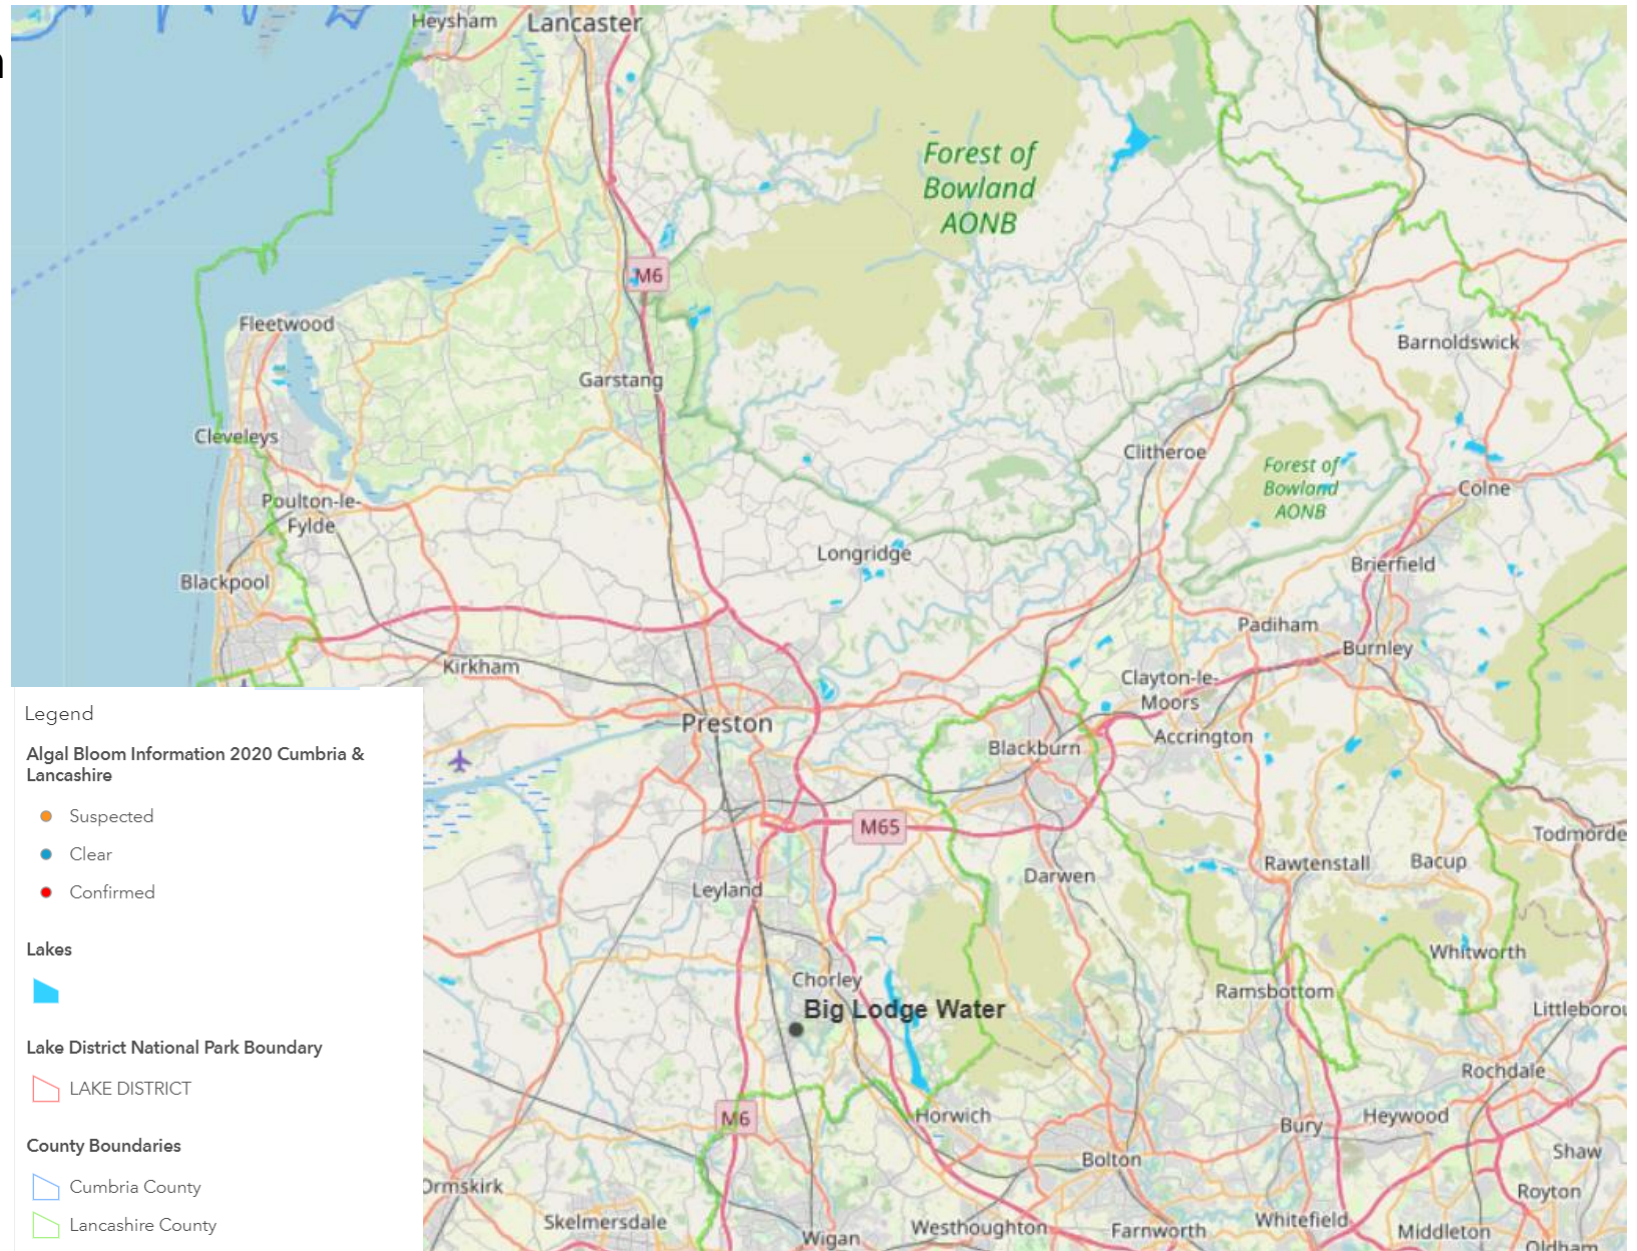 Heysham
Lancaster
Forest of
Bowland
AONB
M6
Fleetwood
Barnoldswick
Garstang
Cleveleys
Clitheroe
Forest of
Bowland
AONB
Colne
Poulton-le-
Fylde
Longridge
Brierfield
Blackpool
Padiham
Burnley
Kirkham
Clayton-le-
Moors
Preston
Blackburn
Accrington
M65
Todmorde
Rawtenstall
Bacup
Darwen
Leyland
Whitworth
Chorley
Ramsbottom
Big Lodge Water
Littleborou
Rochdale
M6
Horwich
Bury
Heywood
Shaw
Bolton
Ormskirk
Royton
Skelmersdale
Wigan
Westhoughton
Farnworth
Whitefield
Middleton
Oldham
Legend
Algal Bloom Information 2020 Cumbria &
Lancashire
Suspected
Clear
Confirmed
Lakes
Lake District National Park Boundary
LAKE DISTRICT
County Boundaries
Cumbria County
Lancashire County